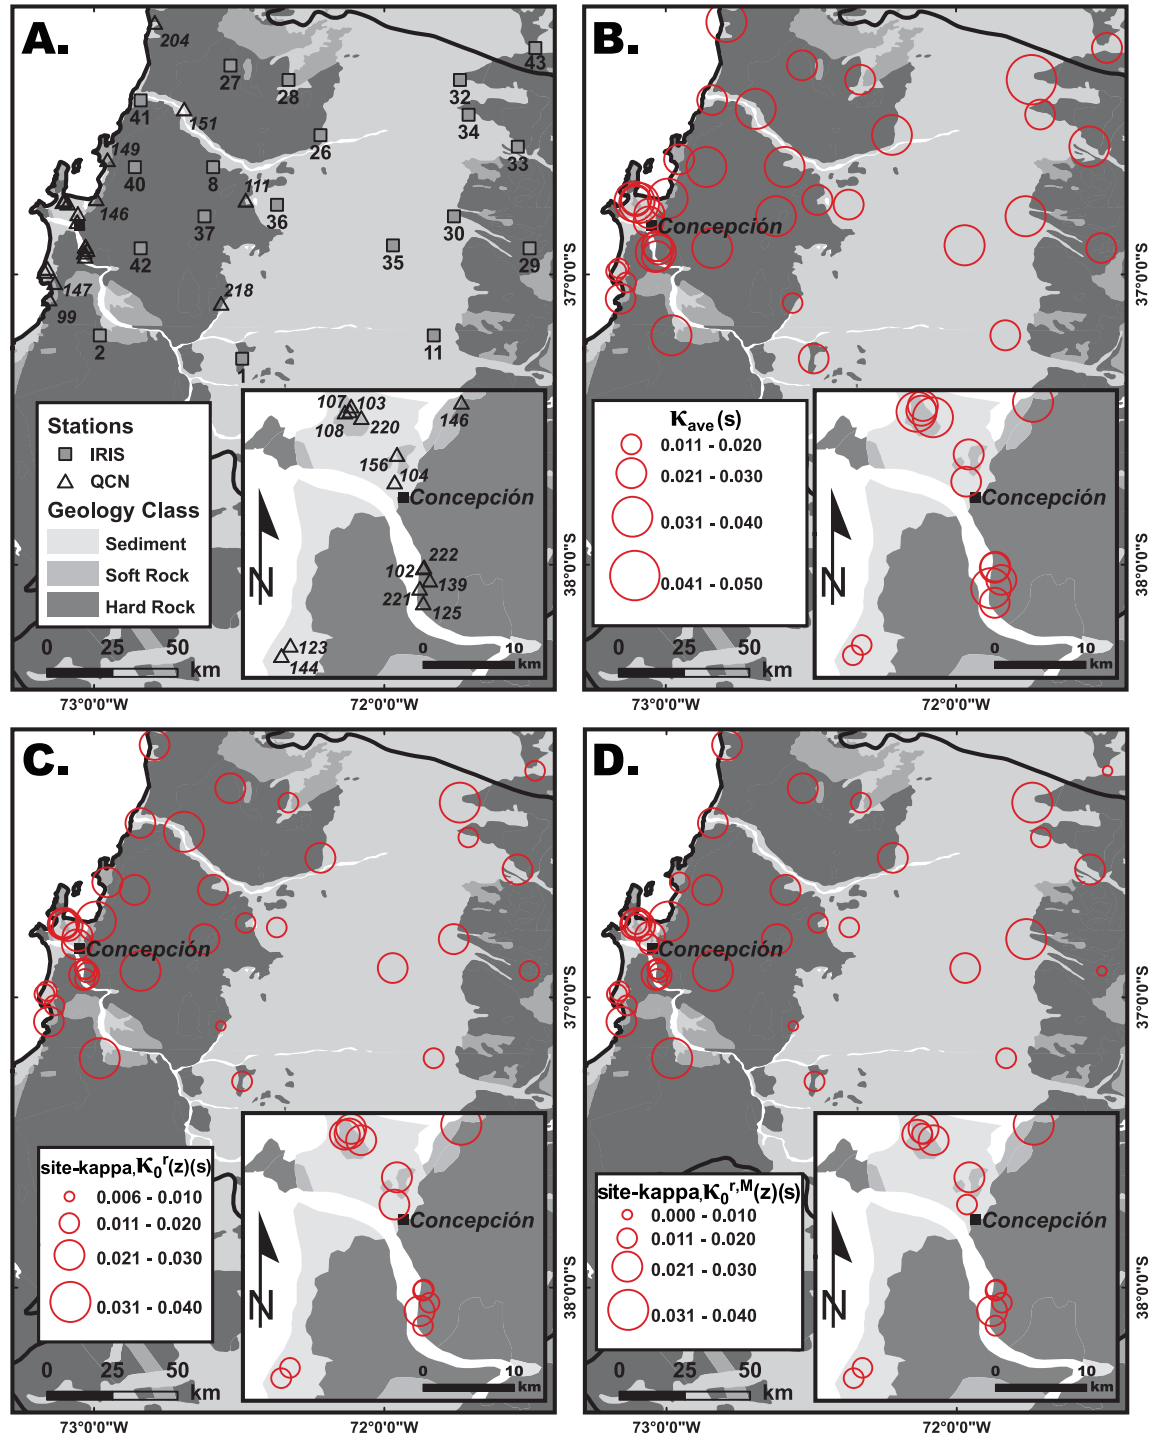 A.
204
27
28
43
32
34
33
41
151
26
149
40
8
111
146
36
37
30
42
35
29
147
218
99
2
11
1
37°0'0"S
Stations
IRIS
QCN
Geology Class
Sediment
Soft Rock
Hard Rock
107
103
108
220
146
156
104
Concepción
222
102
139
221
125
123
144
N
0 10
km
0 25 50
km
73°0'0"W
72°0'0"W
38°0'0"S
B.
Concepción
37°0'0"S
κave(s)
0.011 - 0.020
0.021 - 0.030
0.031 - 0.040
0.041 - 0.050
Concepción
N
0 10
km
0 25 50
km
73°0'0"W
72°0'0"W
38°0'0"S
C.
Concepción
site-kappa,κ0r(z)(s)
0.006 - 0.010
0.011 - 0.020
0.021 - 0.030
0.031 - 0.040
Concepción
N
0 10
km
0 25 50
km
73°0'0"W
72°0'0"W
D.
Concepción
37°0'0"S
site-kappa,κ0r,M(z)(s)
0.000 - 0.010
0.011 - 0.020
0.021 - 0.030
0.031 - 0.040
Concepción
N
0 10
km
0 25 50
km
73°0'0"W
72°0'0"W
38°0'0"S